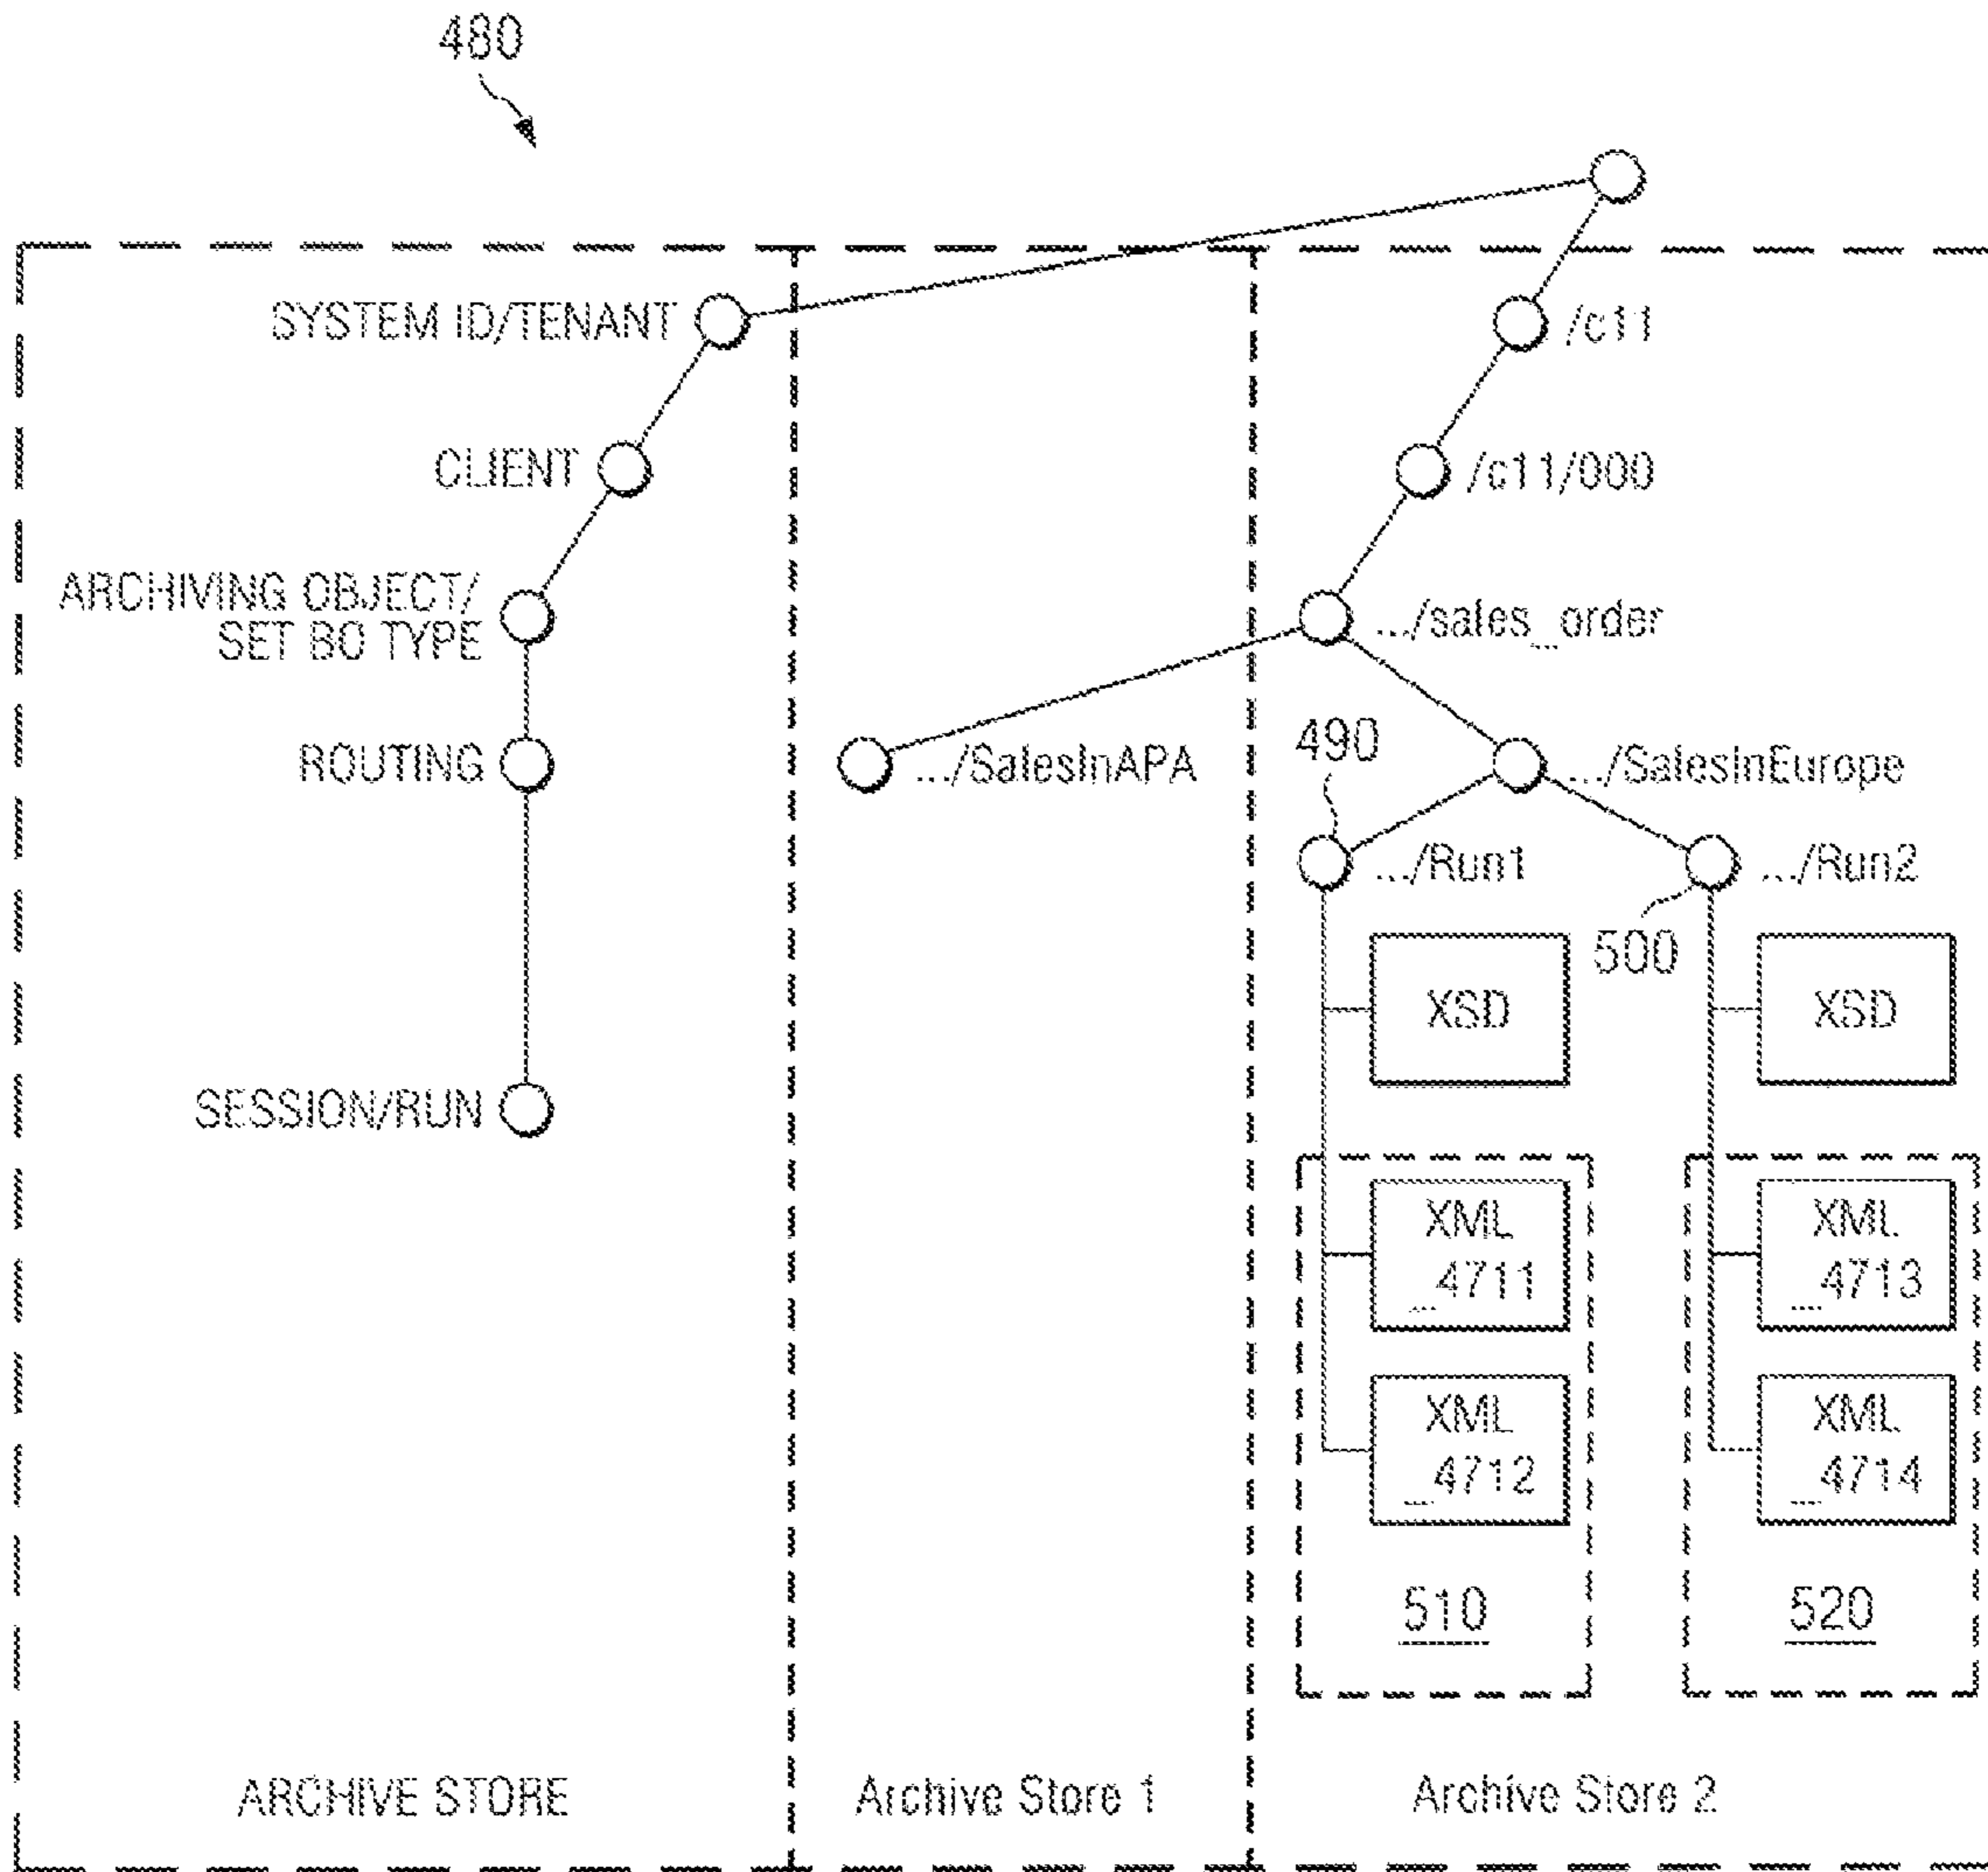 480
SYSTEM ID/TENANT
/c11
CLIENT
/c11/000
ARCHIVING OBJECT/
SET BO TYPE
.../sales_order
ROUTING
.../SalesInAPA
490
.../SalesInEurope
.../Run1
.../Run2
500
XSD
XSD
SESSION/RUN
XML
_4711
XML
_4713
XML
_4712
XML
_4714
510
520
ARCHIVE STORE
Archive Store 1
Archive Store 2